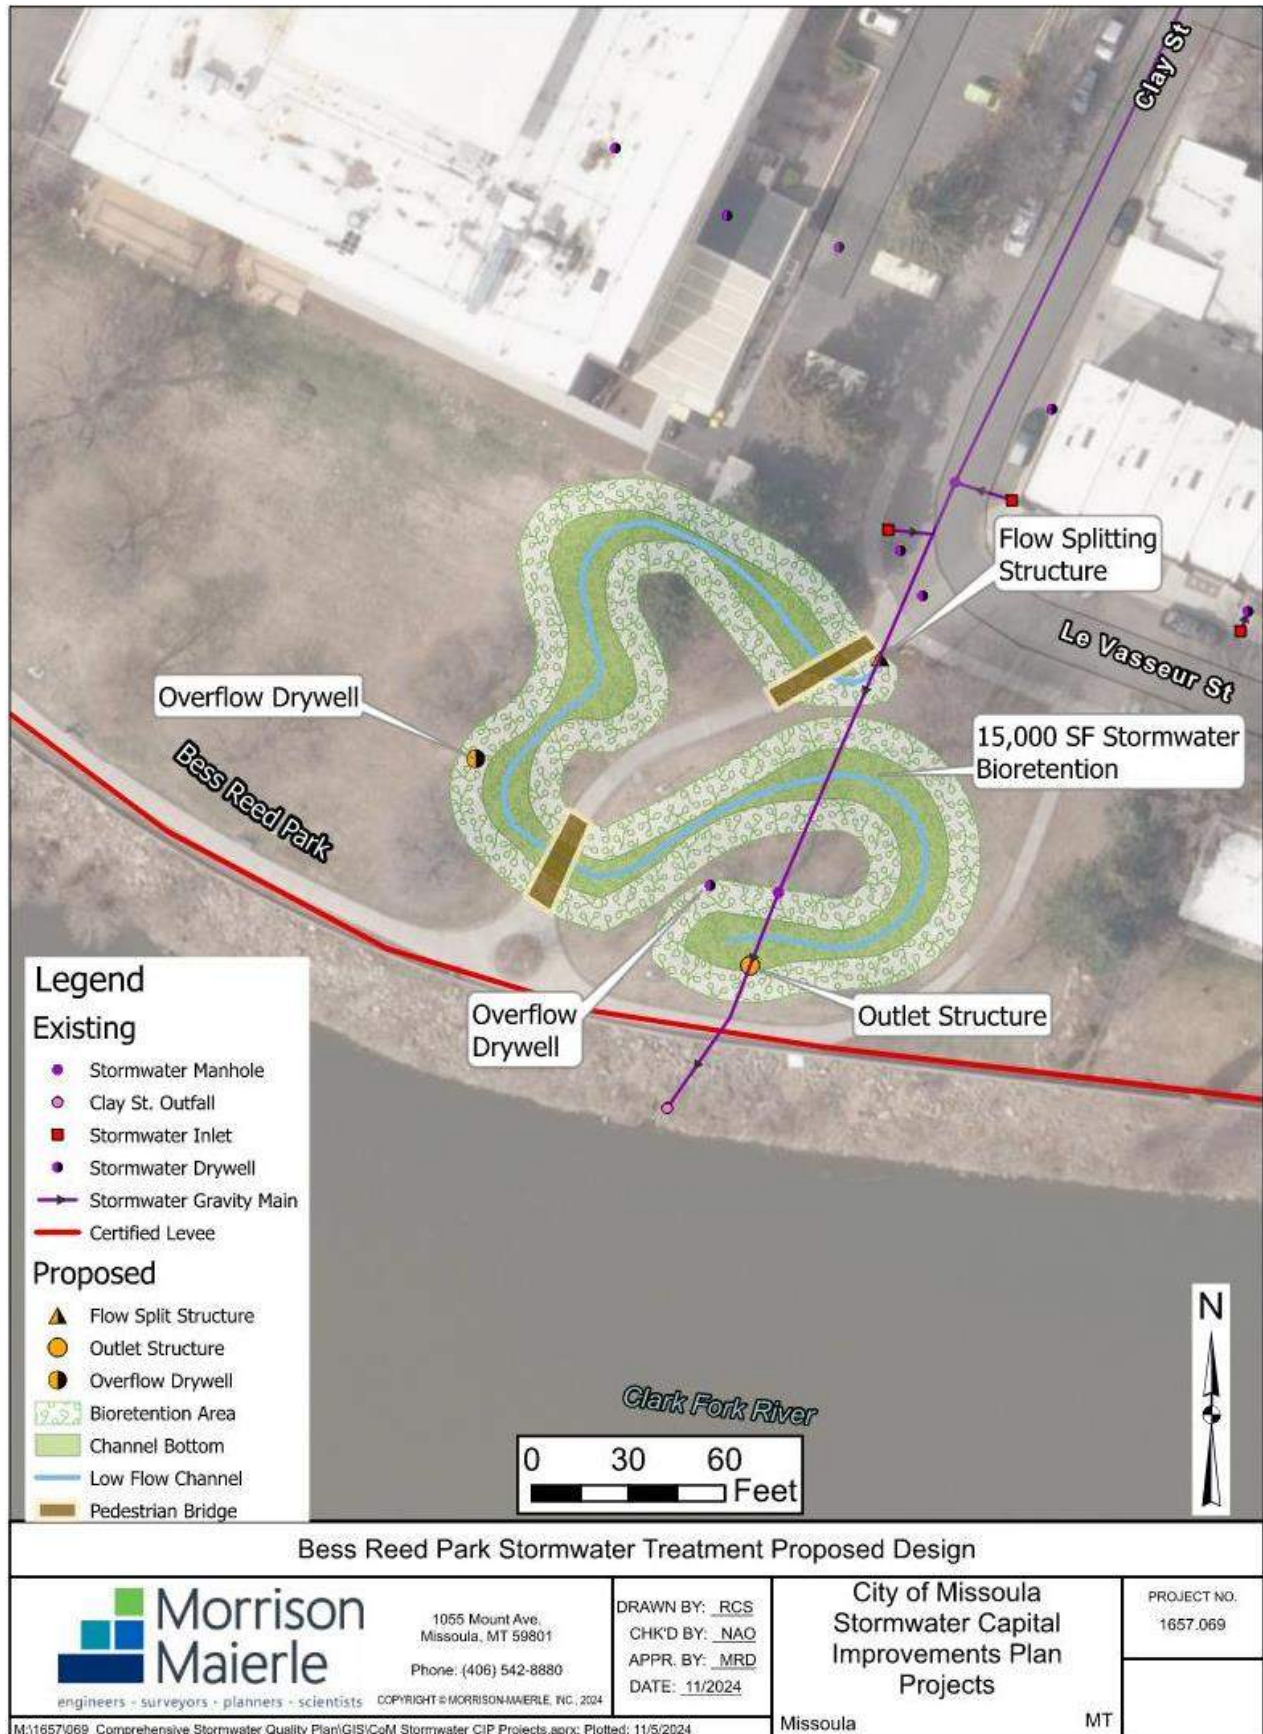 Clay St
Flow Splitting
Structure
Le Vasseur St
Overflow Drywell
15,000 SF Stormwater
Bioretention
Bess Reed Park
Overflow
Drywell
Outlet Structure
Legend
Existing
Stormwater Manhole
Clay St. Outfall
Stormwater Inlet
Stormwater Drywell
Stormwater Gravity Main
Certified Levee
Proposed
Flow Split Structure
Outlet Structure
Overflow Drywell
Bioretention Area
Channel Bottom
Low Flow Channel
Pedestrian Bridge
N
Clark Fork River
0 30 60
Feet
Bess Reed Park Stormwater Treatment Proposed Design
Morrison
Maierle
engineers - surveyors - planners - scientists
1055 Mount Ave.
Missoula, MT 59801
Phone: (406) 542-8880
COPYRIGHT © MORRISON-MAIERLE, INC., 2024
DRAWN BY: RCS
CHK'D BY: NAO
APPR. BY: MRD
DATE: 11/2024
City of Missoula
Stormwater Capital
Improvements Plan
Projects
Missoula MT
PROJECT NO.
1657.069
M:\1657\069_Comprehensive Stormwater Quality Plan\GIS\CoM Stormwater CIP Projects.aprx; Plotted: 11/5/2024